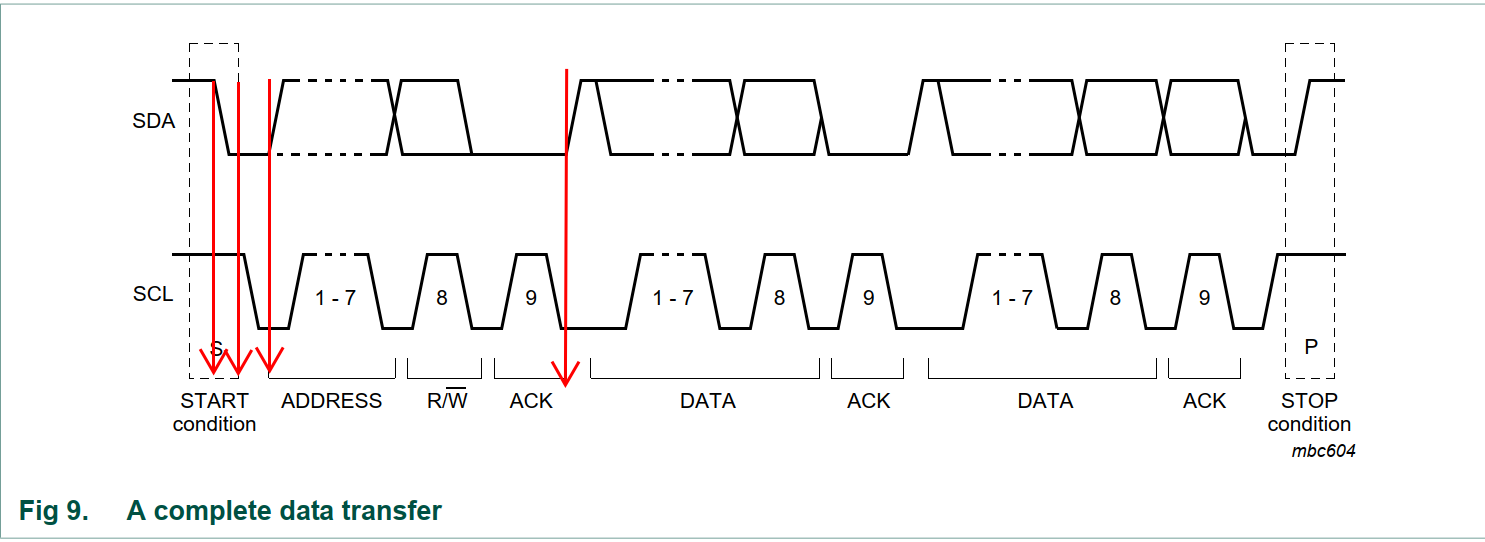 SDA
SCL
1 - 7 8 9 1 - 7 8 9 1 - 7 8 9
S P
START ADDRESS R/W̅ ACK DATA ACK DATA ACK STOP
condition condition
mbc604
Fig 9. A complete data transfer